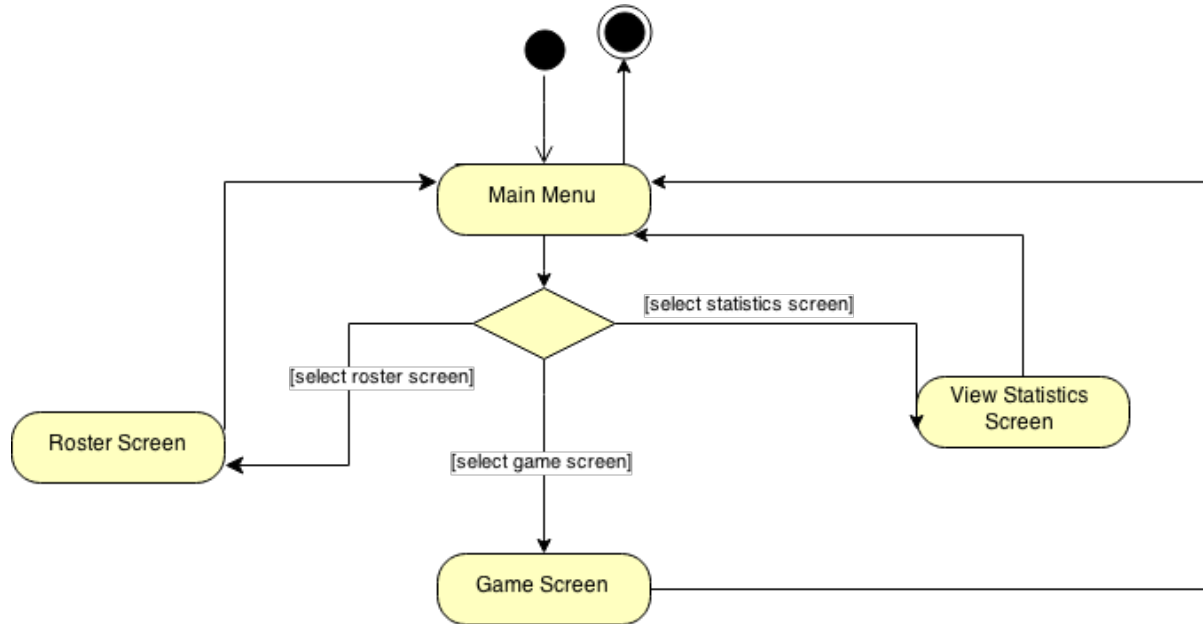 Main Menu
[select statistics screen]
[select roster screen]
View Statistics
Screen
Roster Screen
[select game screen]
Game Screen